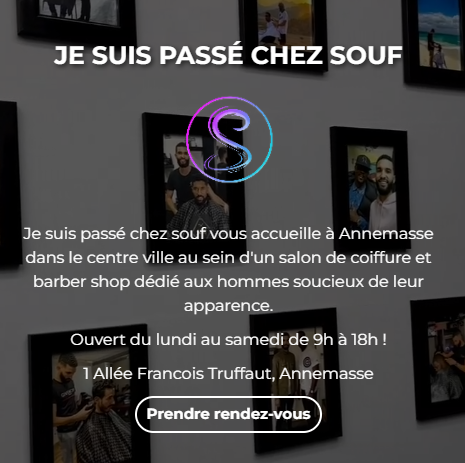 JE SUIS PASSÉ CHEZ SOUF
S
Je suis passé chez souf vous accueille à Annemasse
dans le centre ville au sein d'un salon de coiffure et
barber shop dédié aux hommes soucieux de leur
apparence.
Ouvert du lundi au samedi de 9h à 18h !
1 Allée Francois Truffaut, Annemasse
Prendre rendez-vous